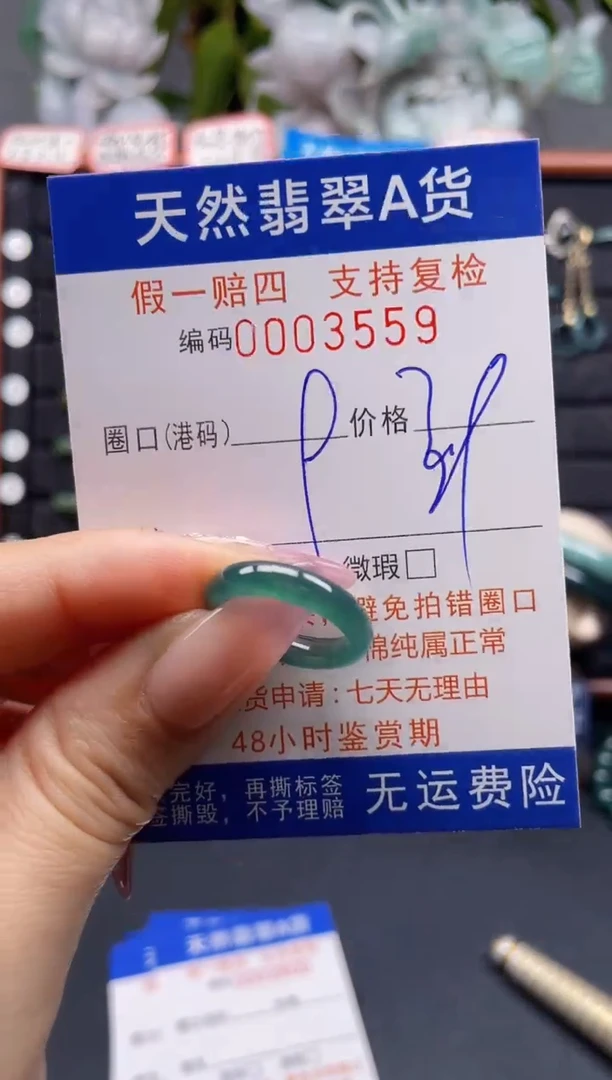 天然翡翠A货
假一赔四 支持复检
编码0003559
圈口(港码) 价格
微瑕□
避免拍错圈口
棉纯属正常
货申请:七天无理由
48小时鉴赏期
完好,再撕标签
签撕毁,不予理赔
无运费险